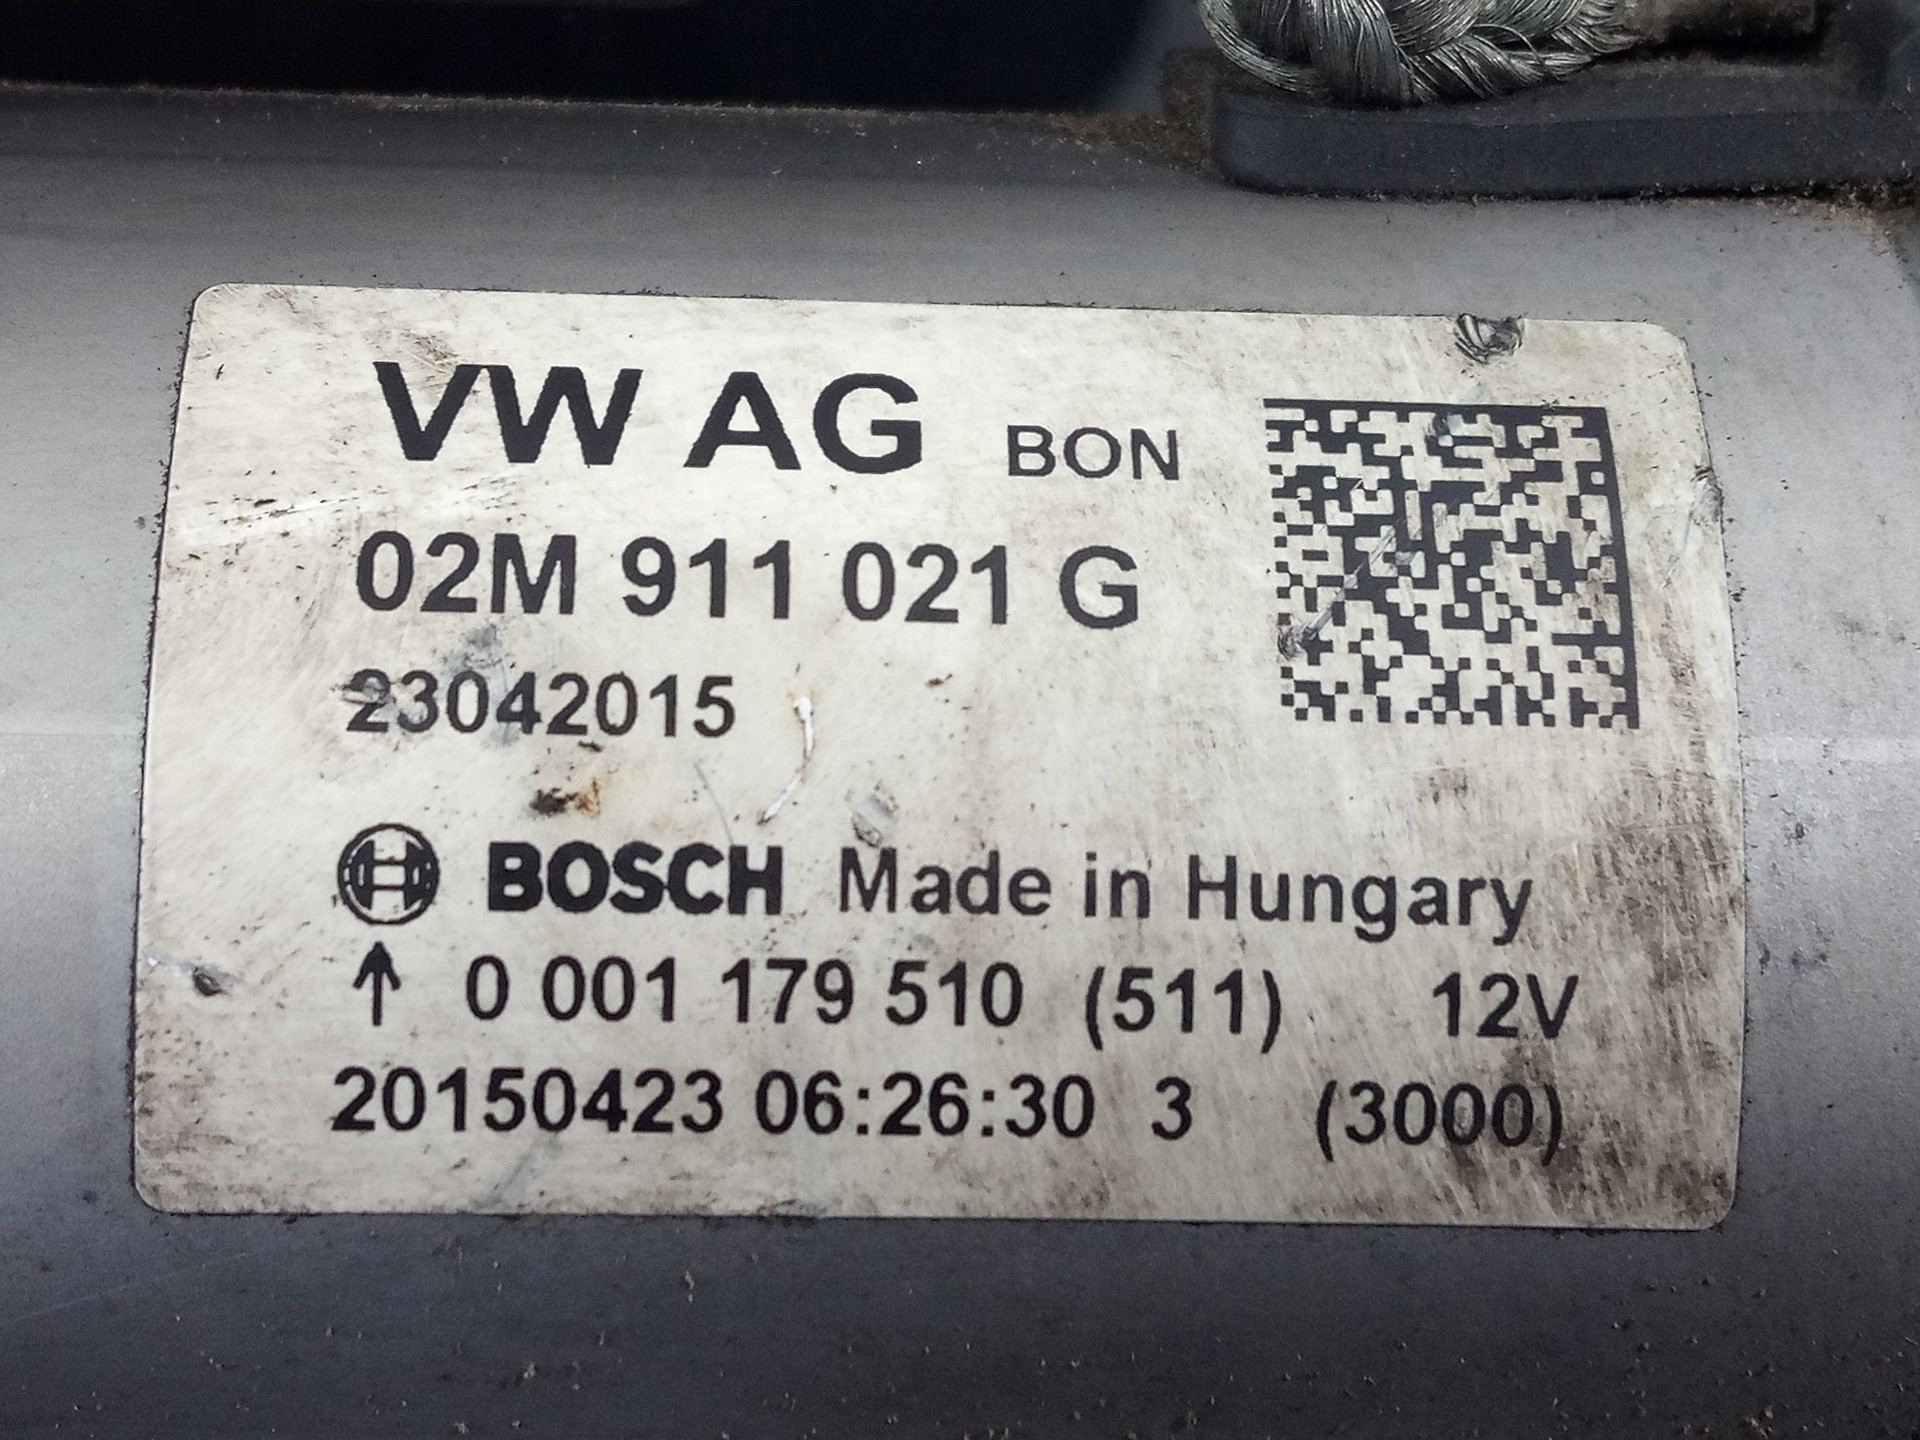 VW AG BON
02M 911 021 G
23042015
BOSCH Made in Hungary
↑ 0 001 179 510 (511) 12V
20150423 06:26:30 3 (3000)